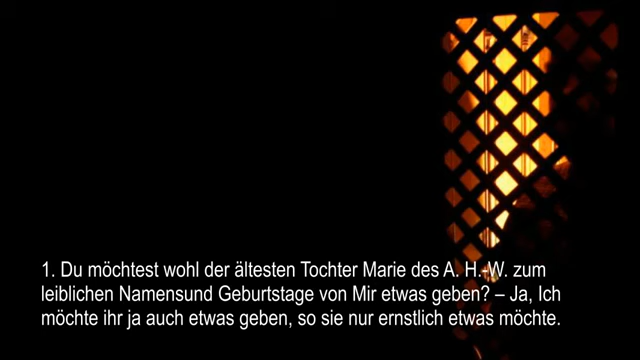 1. Du möchtest wohl der ältesten Tochter Marie des A. H.-W. zum
leiblichen Namensund Geburtstage von Mir etwas geben? – Ja, Ich
möchte ihr ja auch etwas geben, so sie nur ernstlich etwas möchte.